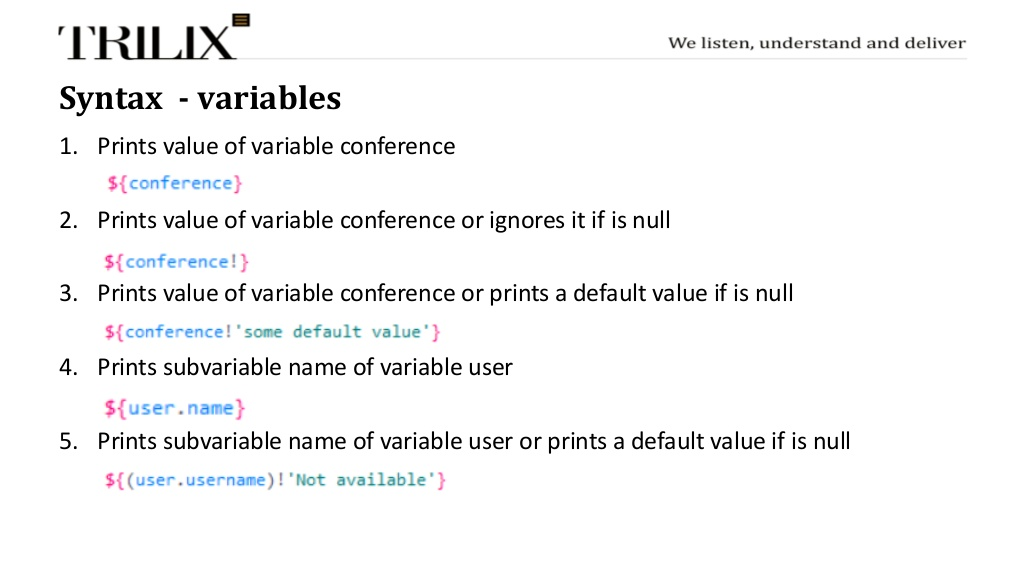 TRILIX
We listen, understand and deliver
Syntax - variables
1. Prints value of variable conference
${conference}
2. Prints value of variable conference or ignores it if is null
${conference!}
3. Prints value of variable conference or prints a default value if is null
${conference!'some default value'}
4. Prints subvariable name of variable user
${user.name}
5. Prints subvariable name of variable user or prints a default value if is null
${(user.username)!'Not available'}